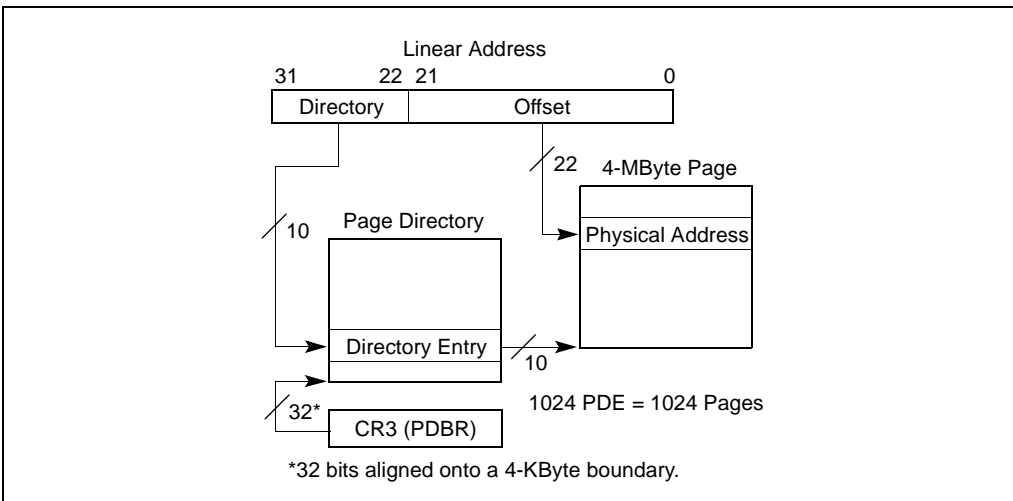 Linear Address
31 22 21 0
Directory Offset
22
4-MByte Page
10
Page Directory
Physical Address
Directory Entry
10
1024 PDE = 1024 Pages
32*
CR3 (PDBR)
*32 bits aligned onto a 4-KByte boundary.